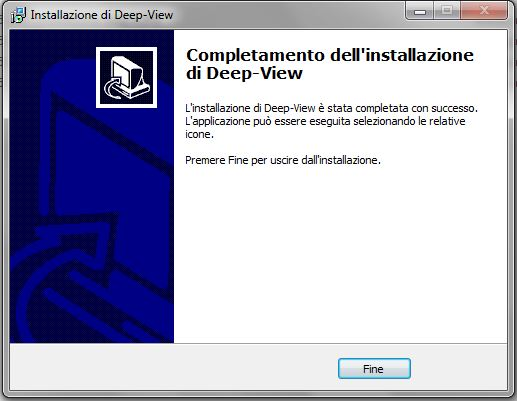 Installazione di Deep-View
Completamento dell'installazione
di Deep-View
L'installazione di Deep-View è stata completata con successo.
L'applicazione può essere eseguita selezionando le relative
icone.
Premere Fine per uscire dall'installazione.
Fine